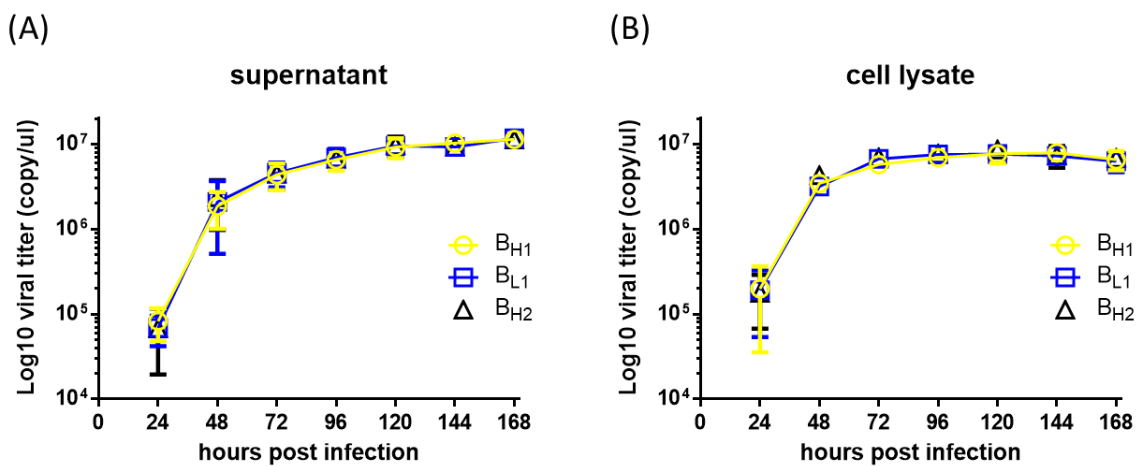 (A)
supernatant
Log10 viral titer (copy/ul)
10^7
10^6
10^5
10^4
0 24 48 72 96 120 144 168
hours post infection
B_H1
B_L1
B_H2
(B)
cell lysate
Log10 viral titer (copy/ul)
10^7
10^6
10^5
10^4
0 24 48 72 96 120 144 168
hours post infection
B_H1
B_L1
B_H2